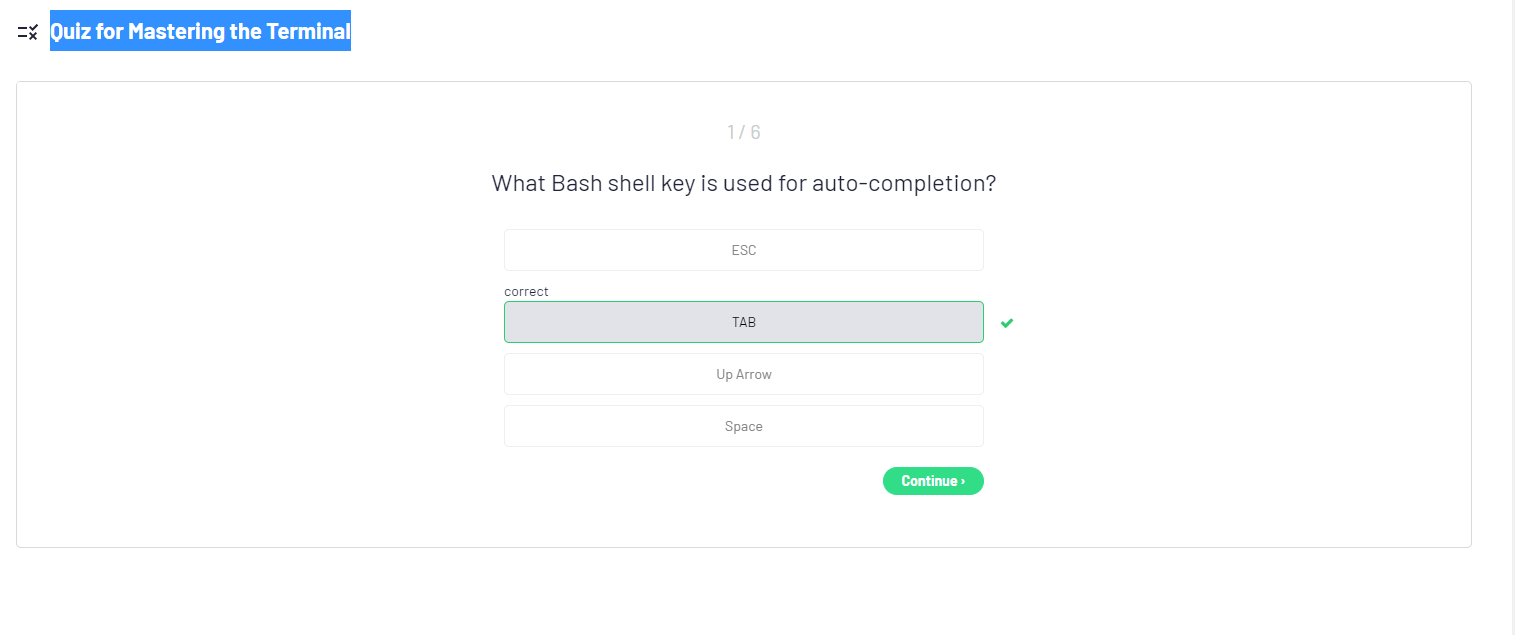 Quiz for Mastering the Terminal
1 / 6
What Bash shell key is used for auto-completion?
ESC
correct
TAB
Up Arrow
Space
Continue ›